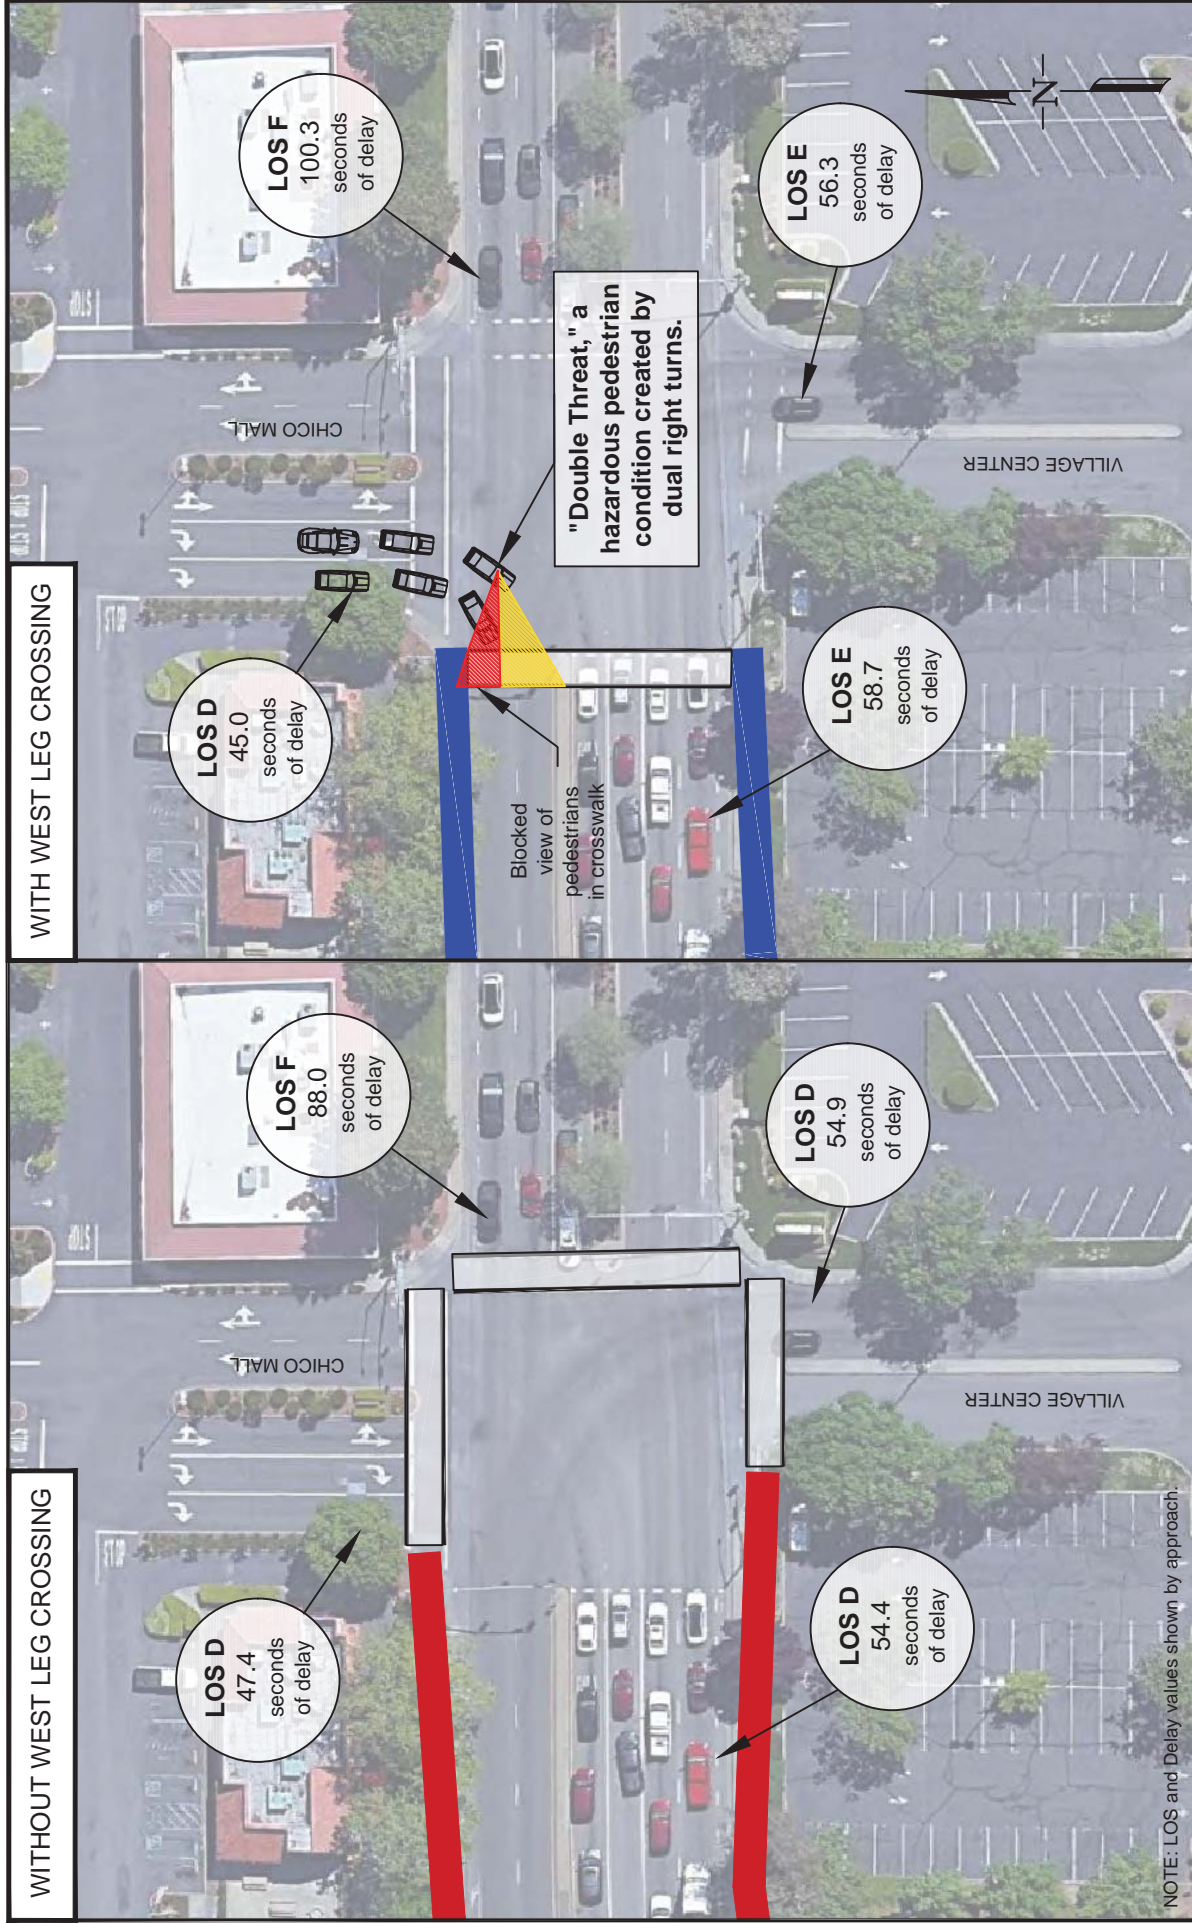 WITHOUT WEST LEG CROSSING
LOS D
47.4
seconds
of delay
LOS F
88.0
seconds
of delay
LOS D
54.4
seconds
of delay
LOS D
54.9
seconds
of delay
CHICO MALL
VILLAGE CENTER
STOP
NOTE: LOS and Delay values shown by approach.
WITH WEST LEG CROSSING
LOS D
45.0
seconds
of delay
LOS F
100.3
seconds
of delay
LOS E
58.7
seconds
of delay
LOS E
56.3
seconds
of delay
"Double Threat," a
hazardous pedestrian
condition created by
dual right turns.
Blocked
view of
pedestrians
in crosswalk
CHICO MALL
VILLAGE CENTER
STOP
N